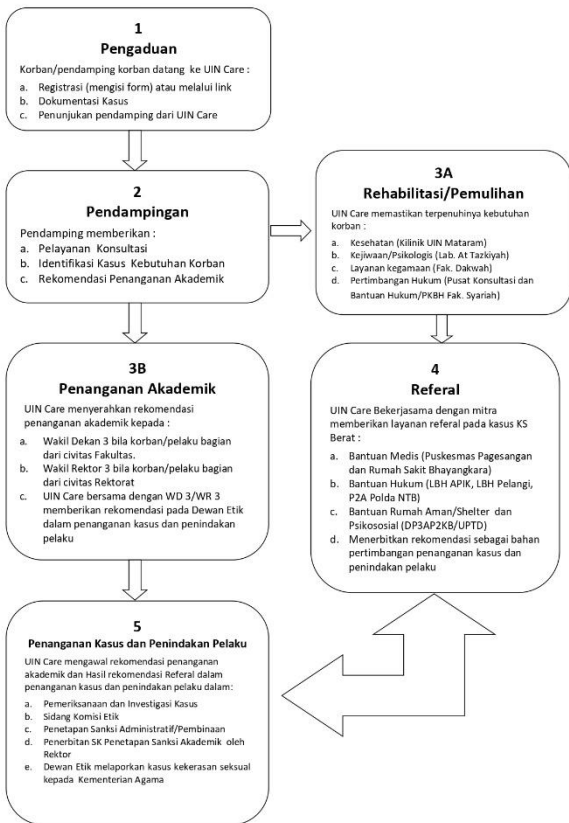 1
Pengaduan
Korban/pendamping korban datang ke UIN Care :
a. Registrasi (mengisi form) atau melalui link
b. Dokumentasi Kasus
c. Penunjukan pendamping dari UIN Care
2
Pendampingan
Pendamping memberikan :
a. Pelayanan Konsultasi
b. Identifikasi Kasus Kebutuhan Korban
c. Rekomendasi Penanganan Akademik
3A
Rehabilitasi/Pemulihan
UIN Care memastikan terpenuhinya kebutuhan
korban :
a. Kesehatan (Kilinik UIN Mataram)
b. Kejiwaan/Psikologis (Lab. At Tazkiyah)
c. Layanan kegamaan (Fak. Dakwah)
d. Pertimbangan Hukum (Pusat Konsultasi dan
Bantuan Hukum/PKBH Fak. Syariah)
3B
Penanganan Akademik
UIN Care menyerahkan rekomendasi
penanganan akademik kepada :
a. Wakil Dekan 3 bila korban/pelaku bagian
dari civitas Fakultas.
b. Wakil Rektor 3 bila korban/pelaku bagian
dari civitas Rektorat
c. UIN Care bersama dengan WD 3/WR 3
memberikan rekomendasi pada Dewan Etik
dalam penanganan kasus dan penindakan
pelaku
4
Referal
UIN Care Bekerjasama dengan mitra
memberikan layanan referal pada kasus KS
Berat :
a. Bantuan Medis (Puskesmas Pagesangan
dan Rumah Sakit Bhayangkara)
b. Bantuan Hukum (LBH APIK, LBH Pelangi,
P2A Polda NTB)
c. Bantuan Rumah Aman/Shelter dan
Psikososial (DP3AP2KB/UPTD)
d. Menerbitkan rekomendasi sebagai bahan
pertimbangan penanganan kasus dan
penindakan pelaku
5
Penanganan Kasus dan Penindakan Pelaku
UIN Care mengawal rekomendasi penanganan
akademik dan Hasil rekomendasi Referal dalam
penanganan kasus dan penindakan pelaku dalam:
a. Pemeriksanaan dan Investigasi Kasus
b. Sidang Komisi Etik
c. Penetapan Sanksi Administratif/Pembinaan
d. Penerbitan SK Penetapan Sanksi Akademik oleh
Rektor
e. Dewan Etik melaporkan kasus kekerasan seksual
kepada Kementerian Agama